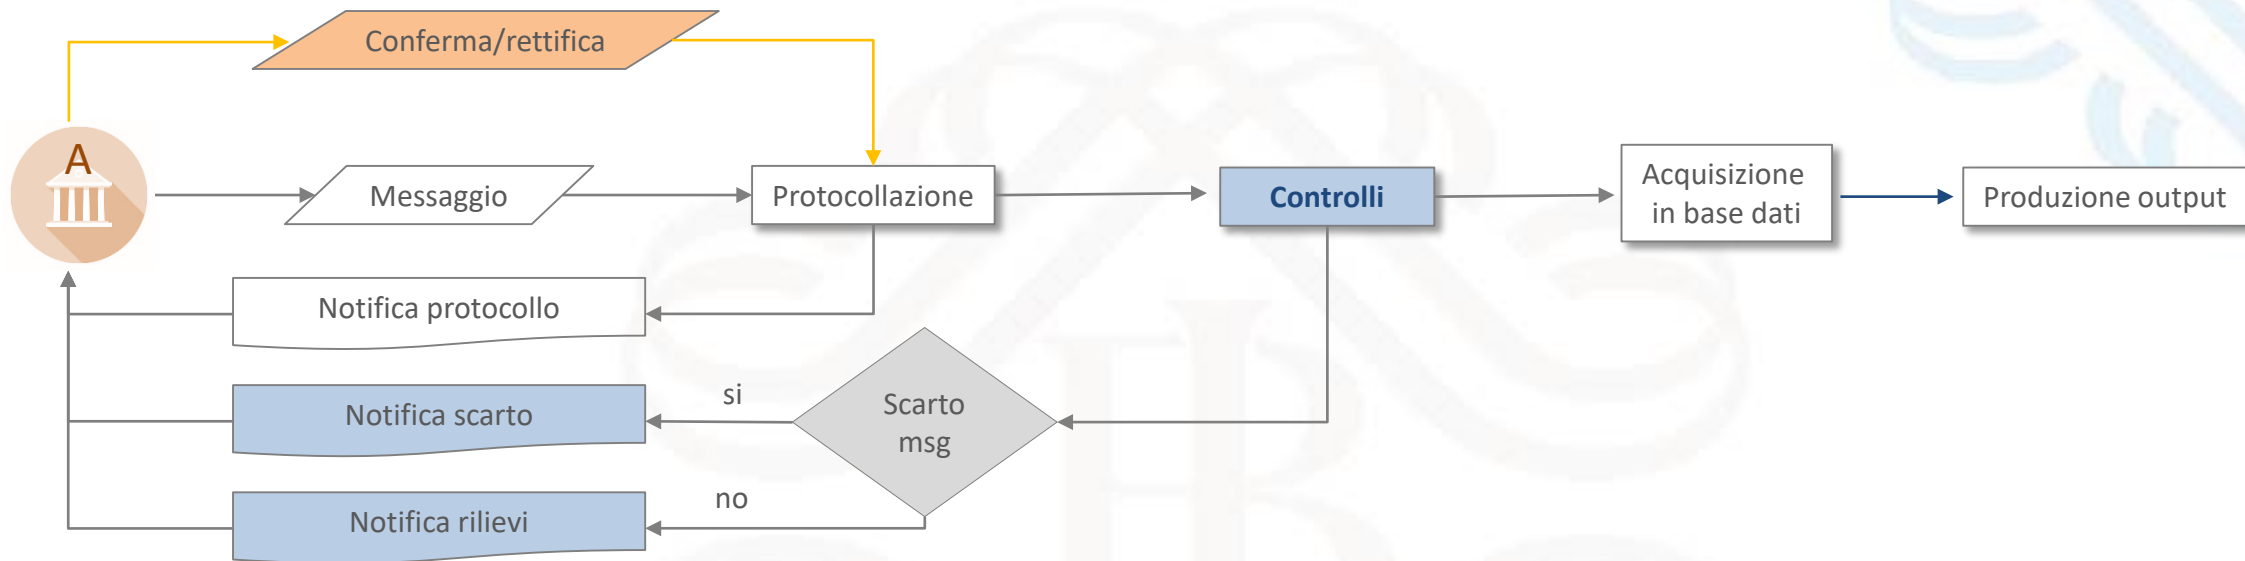 Conferma/rettifica
A
Messaggio
Protocollazione
Controlli
Acquisizione
in base dati
Produzione output
Notifica protocollo
si
Notifica scarto
Scarto
msg
no
Notifica rilievi